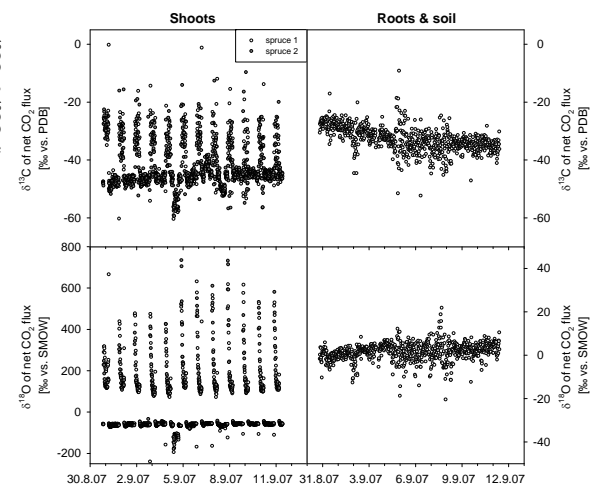 Shoots
Roots & soil
spruce 1
spruce 2
0
-20
-40
-60
δ¹³C of net CO₂ flux
[‰ vs. PDB]
0
-20
-40
-60
δ¹³C of net CO₂ flux
[‰ vs. PDB]
800
600
400
200
0
-200
δ¹⁸O of net CO₂ flux
[‰ vs. SMOW]
40
20
0
-20
-40
δ¹⁸O of net CO₂ flux
[‰ vs. SMOW]
30.8.07 2.9.07 5.9.07 8.9.07 11.9.07
31.8.07 3.9.07 6.9.07 9.9.07 12.9.07